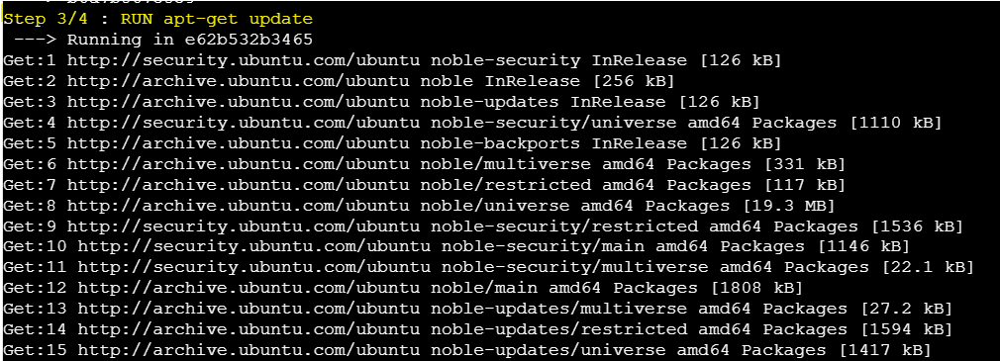 Step 3/4 : RUN apt-get update
---> Running in e62b532b3465
Get:1 http://security.ubuntu.com/ubuntu noble-security InRelease [126 kB]
Get:2 http://archive.ubuntu.com/ubuntu noble InRelease [256 kB]
Get:3 http://archive.ubuntu.com/ubuntu noble-updates InRelease [126 kB]
Get:4 http://security.ubuntu.com/ubuntu noble-security/universe amd64 Packages [1110 kB]
Get:5 http://archive.ubuntu.com/ubuntu noble-backports InRelease [126 kB]
Get:6 http://archive.ubuntu.com/ubuntu noble/multiverse amd64 Packages [331 kB]
Get:7 http://archive.ubuntu.com/ubuntu noble/restricted amd64 Packages [117 kB]
Get:8 http://archive.ubuntu.com/ubuntu noble/universe amd64 Packages [19.3 MB]
Get:9 http://security.ubuntu.com/ubuntu noble-security/restricted amd64 Packages [1536 kB]
Get:10 http://security.ubuntu.com/ubuntu noble-security/main amd64 Packages [1146 kB]
Get:11 http://security.ubuntu.com/ubuntu noble-security/multiverse amd64 Packages [22.1 kB]
Get:12 http://archive.ubuntu.com/ubuntu noble/main amd64 Packages [1808 kB]
Get:13 http://archive.ubuntu.com/ubuntu noble-updates/multiverse amd64 Packages [27.2 kB]
Get:14 http://archive.ubuntu.com/ubuntu noble-updates/restricted amd64 Packages [1594 kB]
Get:15 http://archive.ubuntu.com/ubuntu noble-updates/universe amd64 Packages [1417 kB]